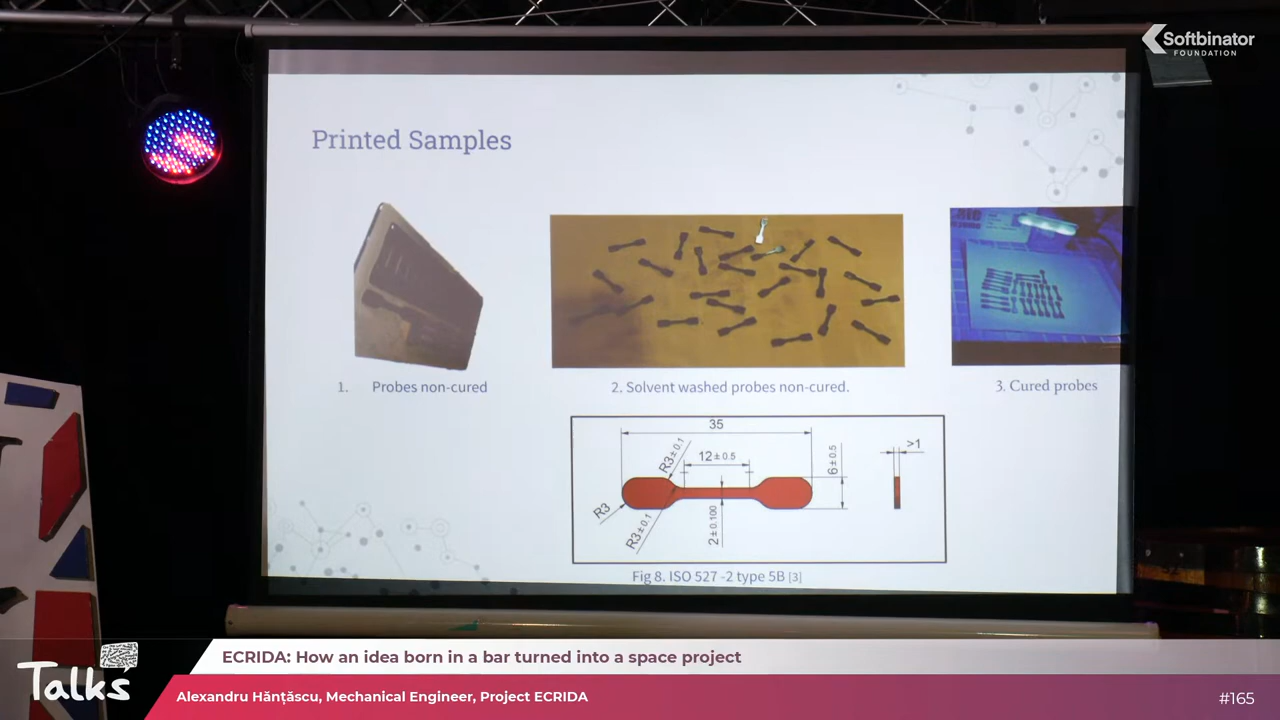 Softbinator
FOUNDATION
Printed Samples
1. Probes non-cured
2. Solvent washed probes non-cured.
3. Cured probes
35
R3±0.1
12±0.5
6±0.5
>1
R3
R3±0.1
2±0.100
Fig 8. ISO 527 -2 type 5B [3]
Talks
ECRIDA: How an idea born in a bar turned into a space project
Alexandru Hănțăscu, Mechanical Engineer, Project ECRIDA
#165